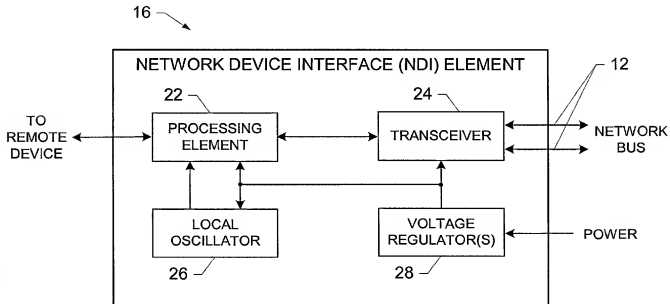 16
NETWORK DEVICE INTERFACE (NDI) ELEMENT
12
22
24
TO
REMOTE
DEVICE
PROCESSING
ELEMENT
TRANSCEIVER
NETWORK
BUS
LOCAL
OSCILLATOR
VOLTAGE
REGULATOR(S)
POWER
26
28